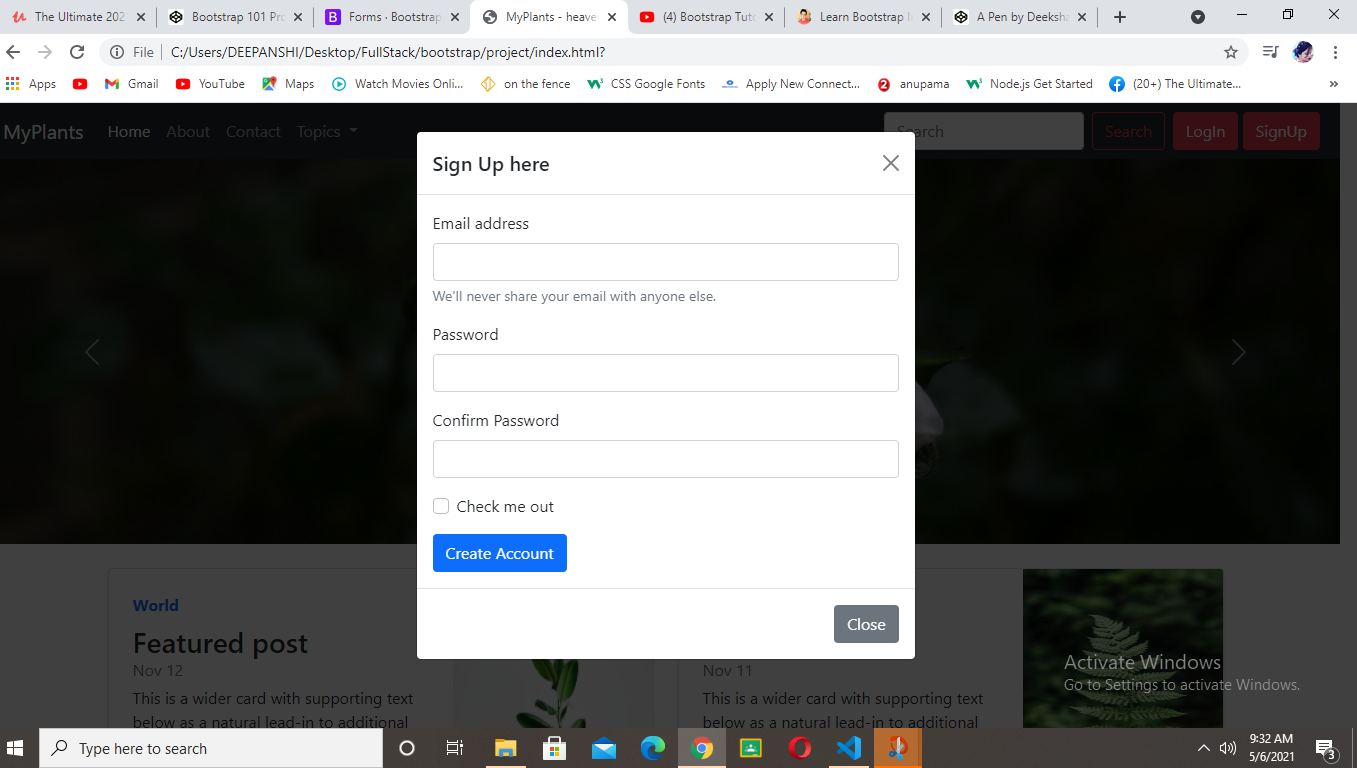 The Ultimate 202
Bootstrap 101 Pro
Forms · Bootstrap
MyPlants - heave
(4) Bootstrap Tuto
Learn Bootstrap I
A Pen by Deeksha
File C:/Users/DEEPANSHI/Desktop/FullStack/bootstrap/project/index.html?
Apps Gmail YouTube Maps Watch Movies Onli... on the fence CSS Google Fonts Apply New Connect... anupama Node.js Get Started (20+) The Ultimate... »
MyPlants Home About Contact Topics Search Search LogIn SignUp
Sign Up here
Email address
We'll never share your email with anyone else.
Password
Confirm Password
Check me out
Create Account
Close
World
Featured post
Nov 12
This is a wider card with supporting text
below as a natural lead-in to additional
Nov 11
This is a wider card with supporting text
below as a natural lead-in to additional
Activate Windows
Go to Settings to activate Windows.
Type here to search
9:32 AM
5/6/2021
3